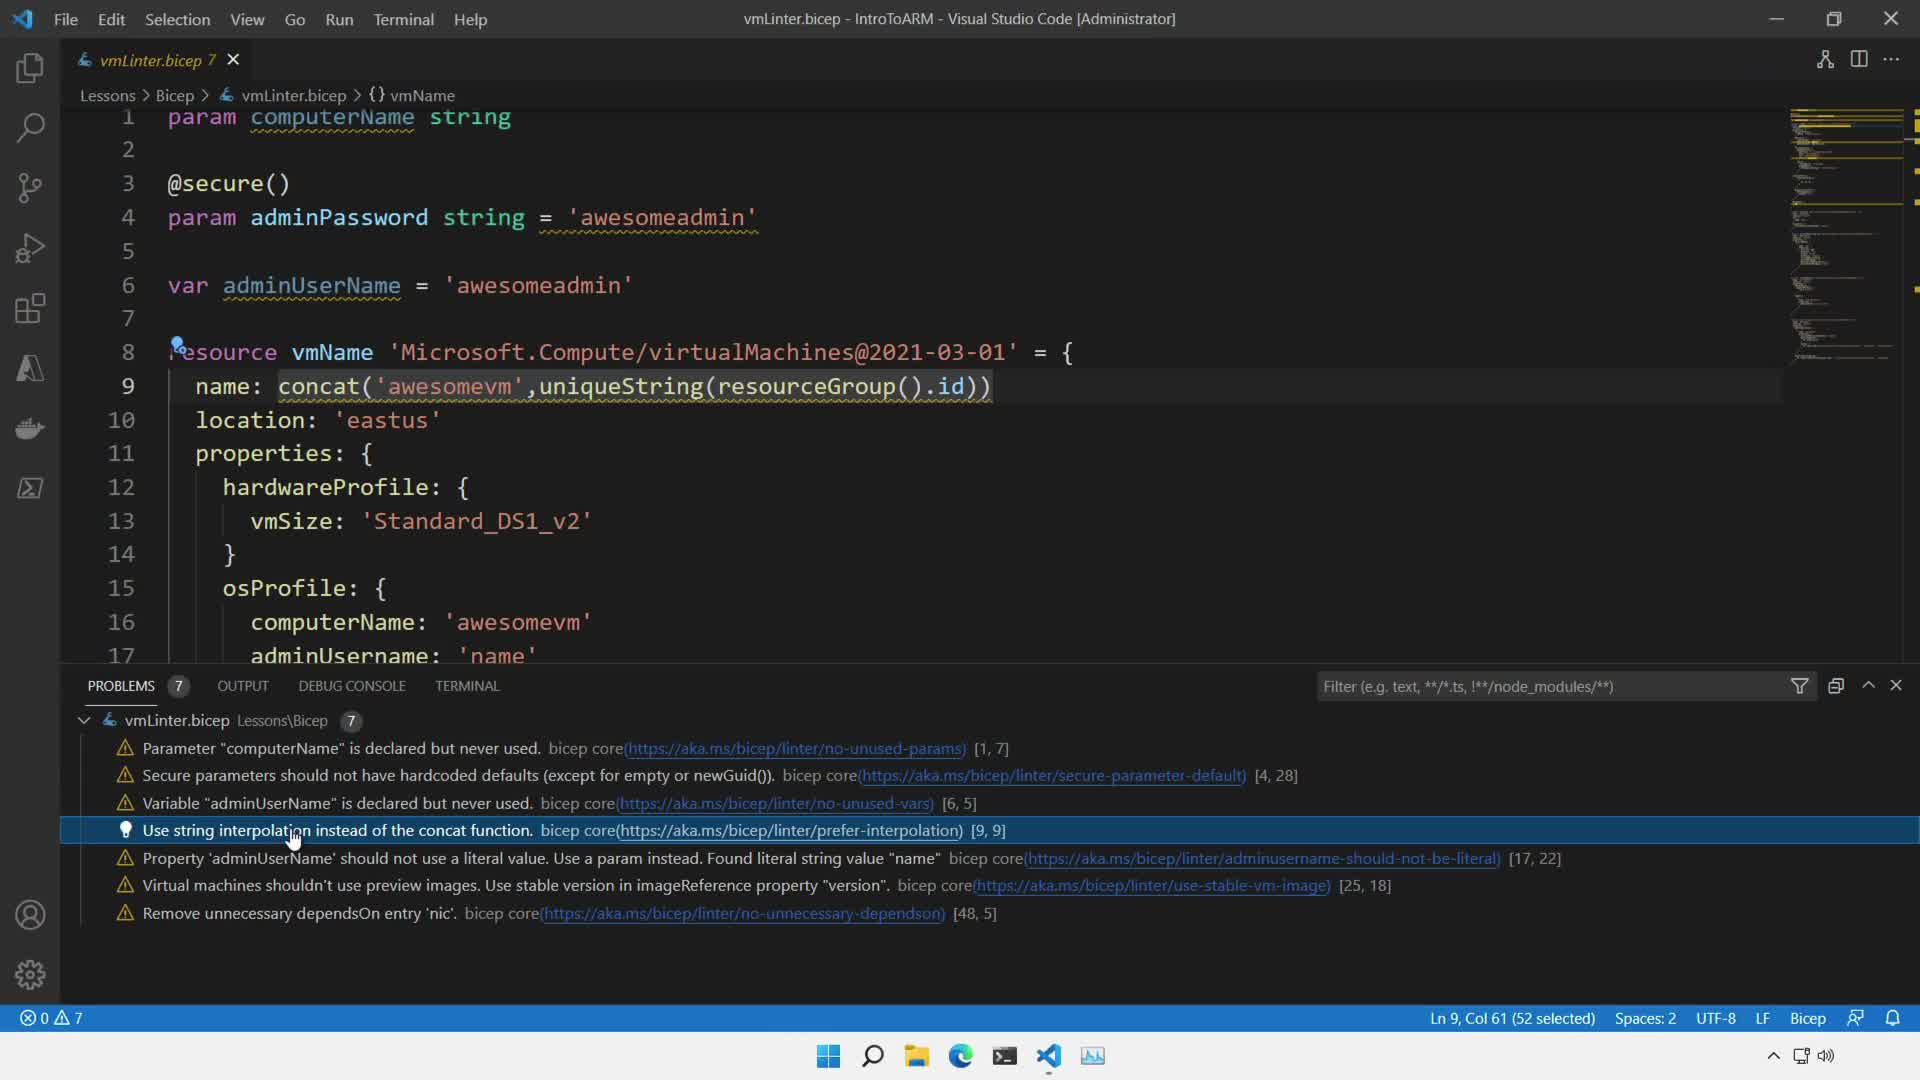 File Edit Selection View Go Run Terminal Help
vmLinter.bicep - IntroToARM - Visual Studio Code [Administrator]
vmLinter.bicep 7
Lessons > Bicep > vmLinter.bicep > {} vmName
1 param computerName string
2
3 @secure()
4 param adminPassword string = 'awesomeadmin'
5
6 var adminUserName = 'awesomeadmin'
7
8 resource vmName 'Microsoft.Compute/virtualMachines@2021-03-01' = {
9 name: concat('awesomevm',uniqueString(resourceGroup().id))
10 location: 'eastus'
11 properties: {
12 hardwareProfile: {
13 vmSize: 'Standard_DS1_v2'
14 }
15 osProfile: {
16 computerName: 'awesomevm'
17 adminUsername: 'name'
PROBLEMS 7 OUTPUT DEBUG CONSOLE TERMINAL
Filter (e.g. text, **/*.ts, !**/node_modules/**)
vmLinter.bicep Lessons\Bicep 7
Parameter "computerName" is declared but never used. bicep core(https://aka.ms/bicep/linter/no-unused-params) [1, 7]
Secure parameters should not have hardcoded defaults (except for empty or newGuid()). bicep core(https://aka.ms/bicep/linter/secure-parameter-default) [4, 28]
Variable "adminUserName" is declared but never used. bicep core(https://aka.ms/bicep/linter/no-unused-vars) [6, 5]
Use string interpolation instead of the concat function. bicep core(https://aka.ms/bicep/linter/prefer-interpolation) [9, 9]
Property 'adminUserName' should not use a literal value. Use a param instead. Found literal string value "name" bicep core(https://aka.ms/bicep/linter/adminusername-should-not-be-literal) [17, 22]
Virtual machines shouldn't use preview images. Use stable version in imageReference property "version". bicep core(https://aka.ms/bicep/linter/use-stable-vm-image) [25, 18]
Remove unnecessary dependsOn entry 'nic'. bicep core(https://aka.ms/bicep/linter/no-unnecessary-dependson) [48, 5]
0 7
Ln 9, Col 61 (52 selected) Spaces: 2 UTF-8 LF Bicep